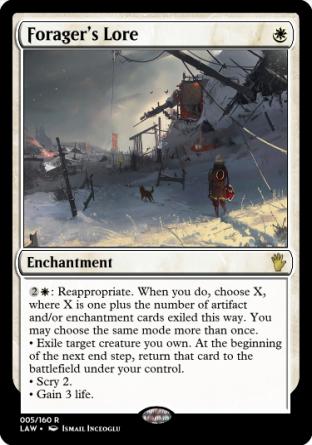 Forager's Lore
Enchantment
2: Reappropriate. When you do, choose X,
where X is one plus the number of artifact
and/or enchantment cards exiled this way. You
may choose the same mode more than once.
• Exile target creature you own. At the beginning
of the next end step, return that card to the
battlefield under your control.
• Scry 2.
• Gain 3 life.
005/160 R
LAW • Ismail Inceoglu